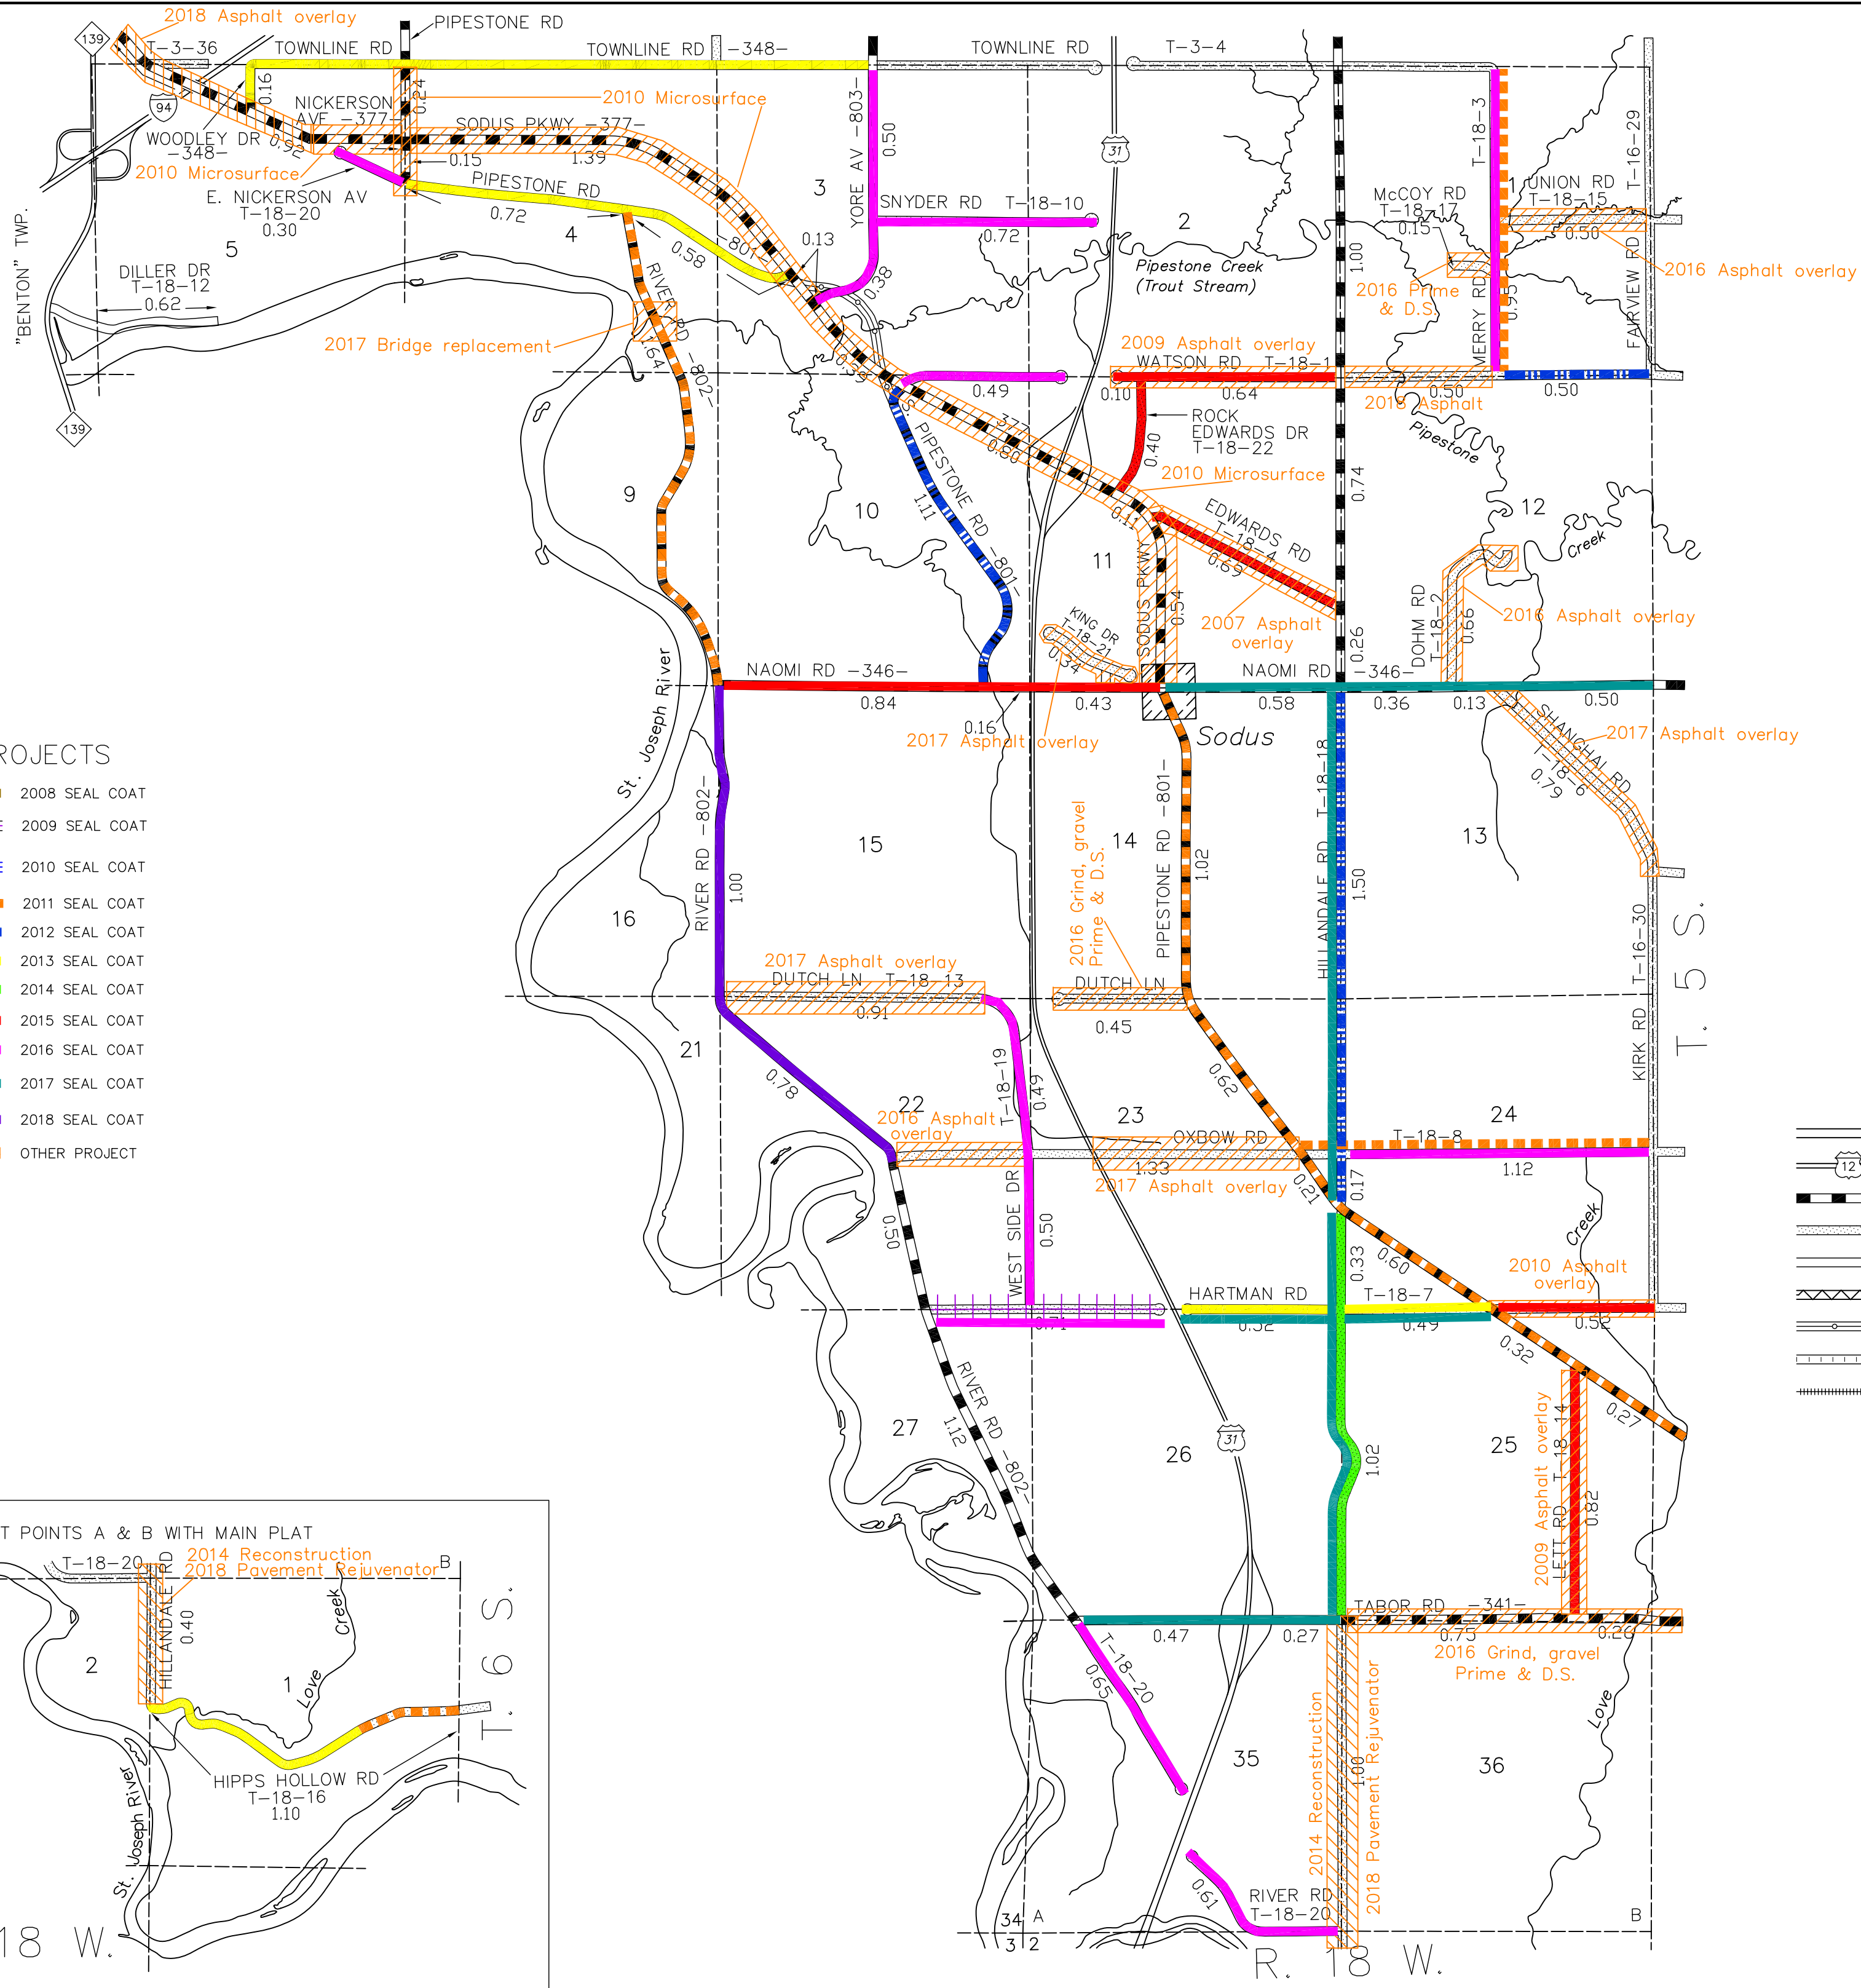 2018 Asphalt overlay
PIPESTONE RD
139
T-3-36
TOWNLINE RD
TOWNLINE RD -348-
TOWNLINE RD
T-3-4
0.16
94
NICKERSON
AVE -377-
0.24
2010 Microsurface
SODUS PKWY -377-
WOODLEY DR
-348-
0.92
0.15
1.39
2010 Microsurface
PIPESTONE RD
E. NICKERSON AV
T-18-20
0.30
0.72
5
4
3
2
1
YORE AV -803-
0.50
31
SNYDER RD T-18-10
0.72
1.00
T-18-3
McCOY RD
T-18-17
0.15
UNION RD
T-18-15
0.50
T-16-29
FAIRVIEW RD
2016 Asphalt overlay
"BENTON" TWP.
DILLER DR
T-18-12
0.62
0.58
801
0.13
0.38
Pipestone Creek
(Trout Stream)
2016 Prime
& D.S.
MERRY RD
0.95
RIVER RD -802-
1.64
2017 Bridge replacement
2009 Asphalt overlay
WATSON RD T-18-1
0.39
0.49
0.10
0.64
0.50
0.50
2018 Asphalt
139
ROCK
EDWARDS DR
T-18-22
0.40
377
0.80
S. PIPESTONE RD -801-
1.11
Pipestone
Creek
2010 Microsurface
0.74
9
10
11
12
0.11
EDWARDS RD
T-18-4
0.69
SODUS PKWY
0.54
2007 Asphalt
overlay
KING DR
T-18-21
0.34
0.26
DOHM RD
T-18-2
0.66
2016 Asphalt overlay
NAOMI RD -346-
NAOMI RD -346-
0.84
0.16
0.43
0.58
0.36
0.13
0.50
St. Joseph River
2017 Asphalt overlay
Sodus
SHANGHAI RD
T-18-6
0.79
2017 Asphalt overlay
ROJECTS
2008 SEAL COAT
2009 SEAL COAT
2010 SEAL COAT
2011 SEAL COAT
2012 SEAL COAT
2013 SEAL COAT
2014 SEAL COAT
2015 SEAL COAT
2016 SEAL COAT
2017 SEAL COAT
2018 SEAL COAT
OTHER PROJECT
RIVER RD -802-
1.00
15
14
13
16
2016 Grind, gravel
Prime & D.S.
PIPESTONE RD -801-
1.02
HILLANDALE RD T-18-18
1.50
KIRK RD T-16-30
T. 5 S.
2017 Asphalt overlay
DUTCH LN T-18-13
0.91
DUTCH LN
0.45
21
22
23
24
0.78
T-18-19
0.49
0.62
2016 Asphalt
overlay
OXBOW RD
T-18-8
1.33
1.12
2017 Asphalt overlay
0.21
0.17
12
WEST SIDE DR
0.50
0.50
0.33
0.60
Creek
2010 Asphalt
overlay
HARTMAN RD
T-18-7
0.71
0.32
0.49
0.52
0.32
0.27
RIVER RD -802-
1.12
27
26
25
31
1.02
2009 Asphalt overlay
LETT RD T-18-14
0.82
TABOR RD -341-
0.47
0.27
0.75
0.26
2016 Grind, gravel
Prime & D.S.
T-18-20
0.65
2014 Reconstruction
1.00
2018 Pavement Rejuvenator
35
36
Love
0.61
RIVER RD
T-18-20
34
A
3
2
B
R. 18 W.
T POINTS A & B WITH MAIN PLAT
T-18-20
2014 Reconstruction
2018 Pavement Rejuvenator
B
HILLANDALE RD
0.40
Creek
Love
2
1
T. 6 S.
HIPPS HOLLOW RD
T-18-16
1.10
St. Joseph River
18 W.